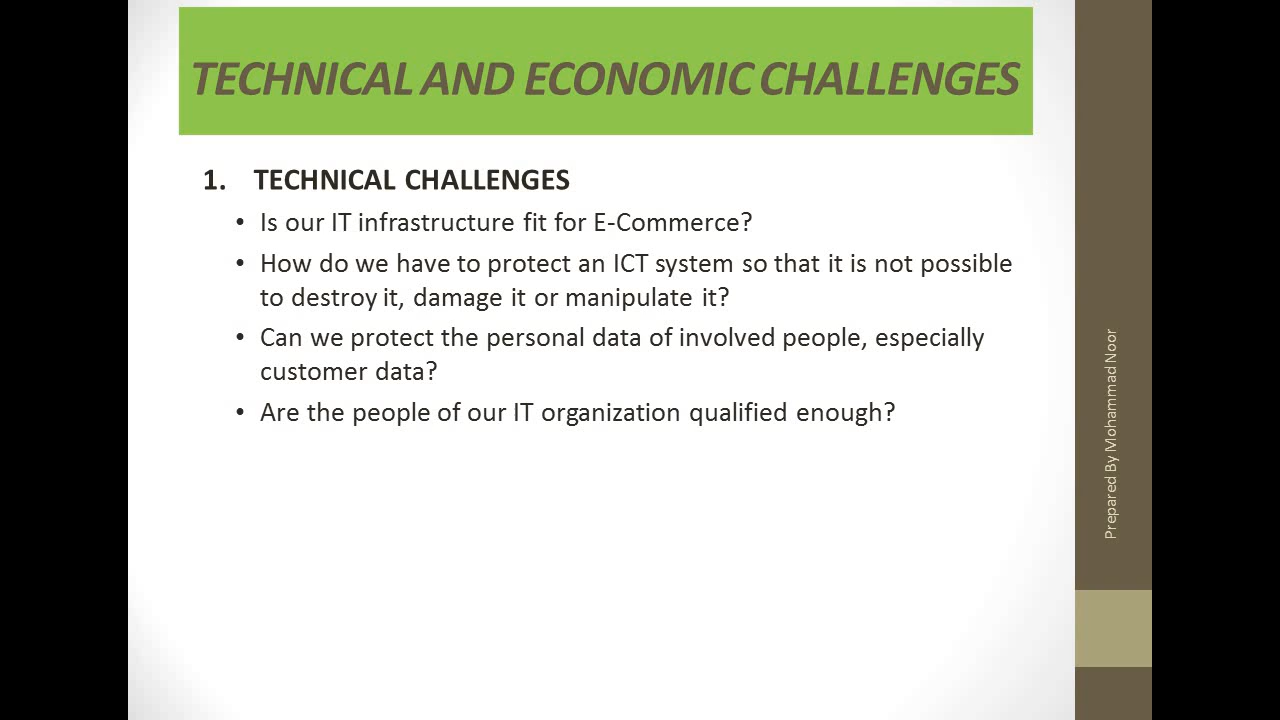 TECHNICAL AND ECONOMIC CHALLENGES
1. TECHNICAL CHALLENGES
• Is our IT infrastructure fit for E-Commerce?
• How do we have to protect an ICT system so that it is not possible
to destroy it, damage it or manipulate it?
• Can we protect the personal data of involved people, especially
customer data?
• Are the people of our IT organization qualified enough?
Prepared By Mohammad Noor